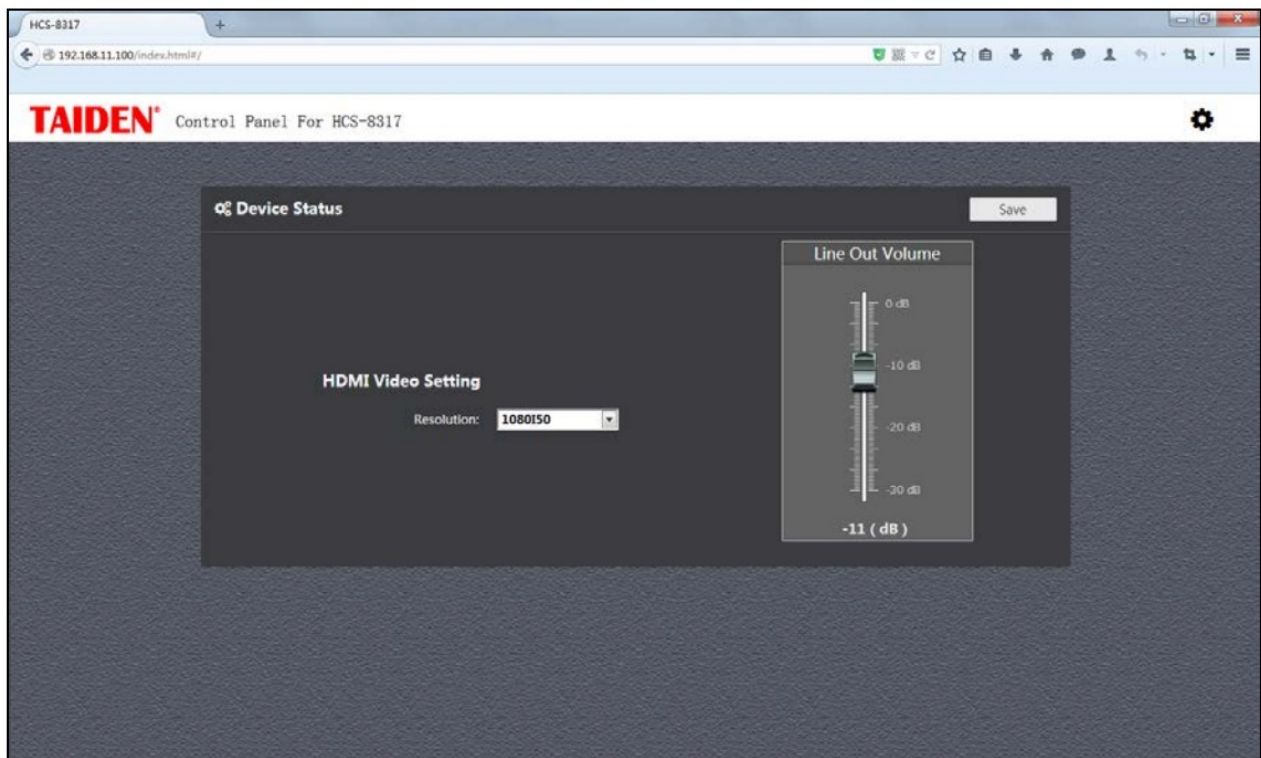 HCS-8317
192.168.11.100/index.html#/
TAIDEN® Control Panel For HCS-8317
Device Status
Save
Line Out Volume
0 dB
-10 dB
HDMI Video Setting
Resolution: 1080I50
-20 dB
-30 dB
-11 ( dB )